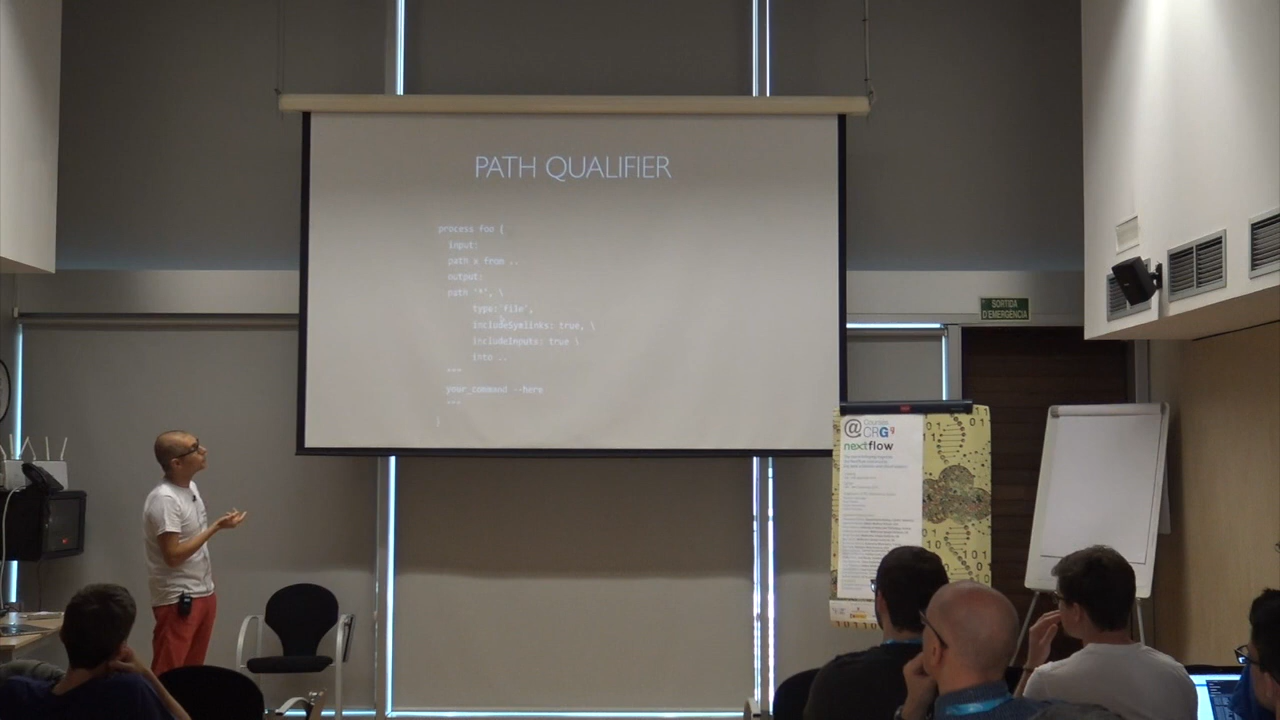 PATH QUALIFIER
process foo {
input:
path x from ..
output:
path '*', \
type:'file',
includeSymlinks: true, \
includeInputs: true \
into ..
"""
your_command --here
"""
}
SORTIDA
D'EMERGÈNCIA
@ Courses
CRG
nextflow